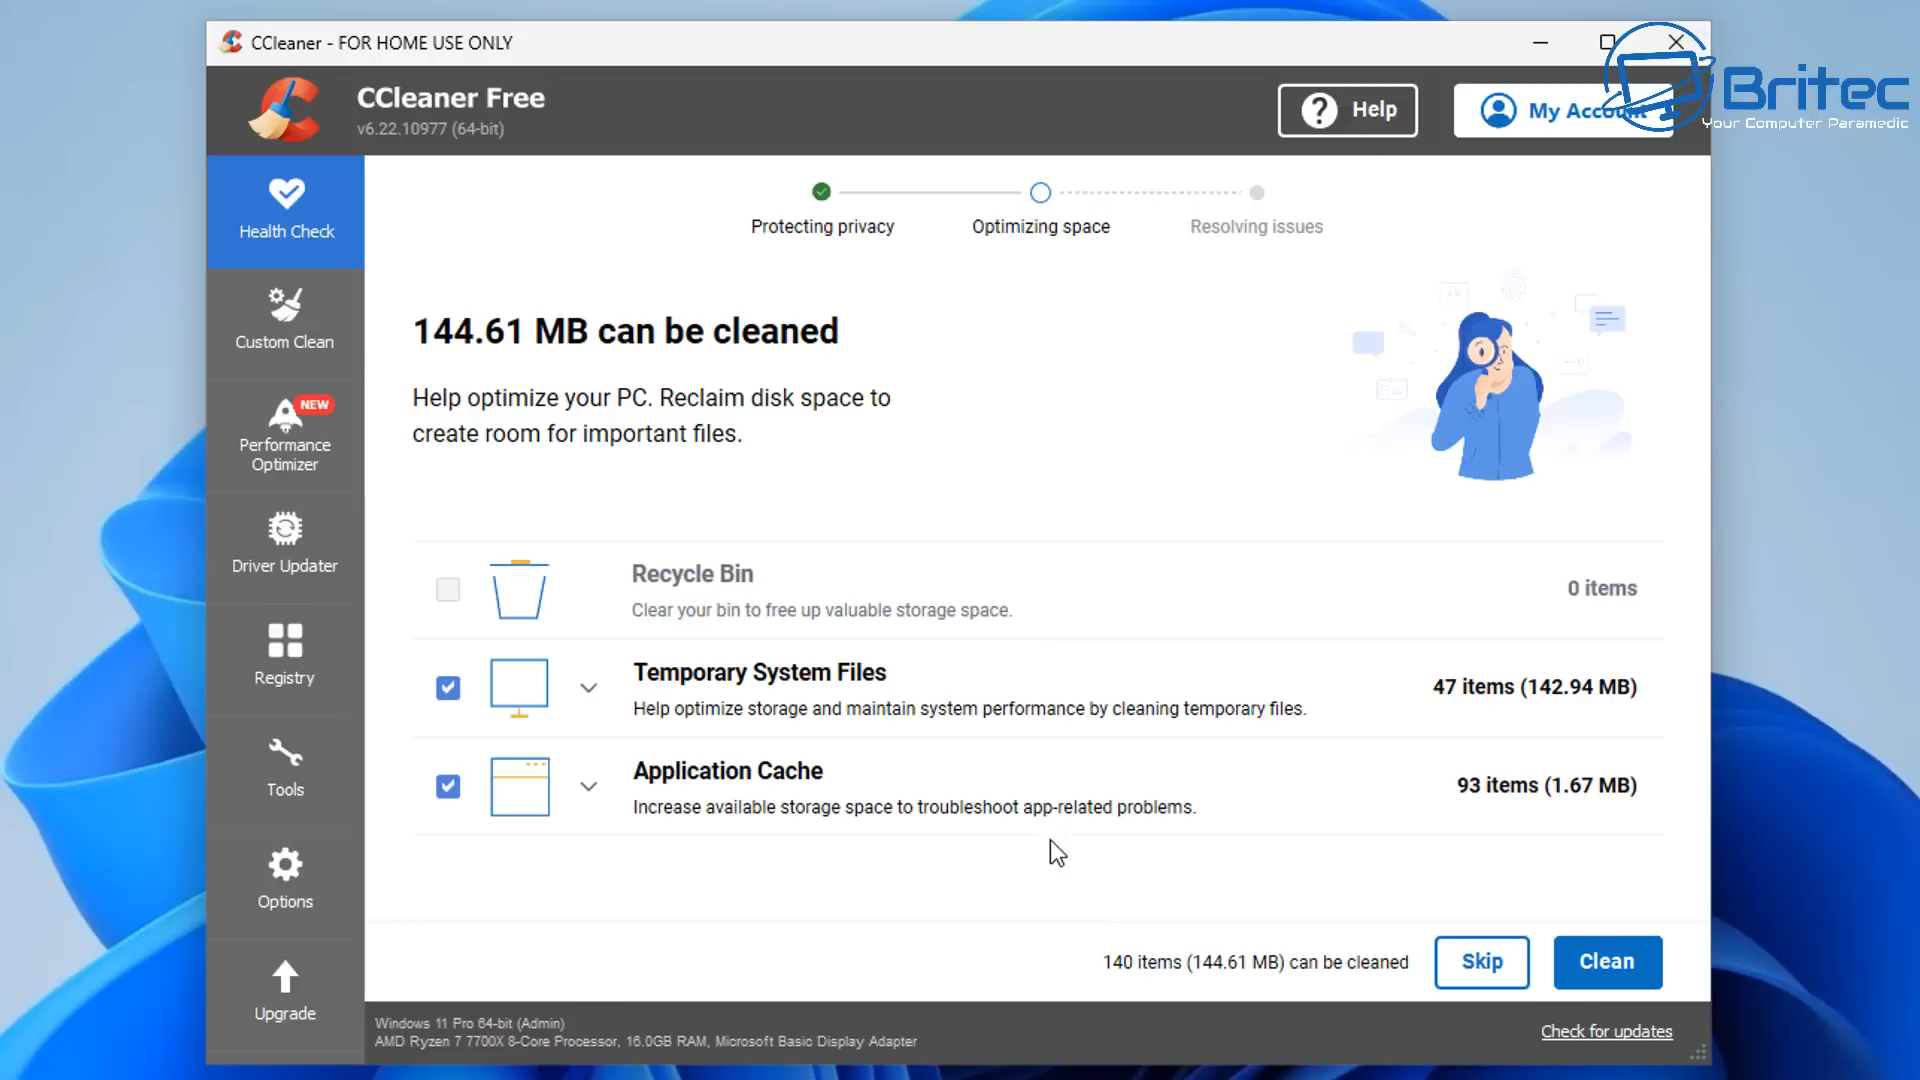 CCleaner - FOR HOME USE ONLY
CCleaner Free
v6.22.10977 (64-bit)
Help
My Account
Britec
Your Computer Paramedic
Health Check
Custom Clean
NEW
Performance
Optimizer
Driver Updater
Registry
Tools
Options
Upgrade
Protecting privacy
Optimizing space
Resolving issues
144.61 MB can be cleaned
Help optimize your PC. Reclaim disk space to
create room for important files.
Recycle Bin
Clear your bin to free up valuable storage space.
0 items
Temporary System Files
Help optimize storage and maintain system performance by cleaning temporary files.
47 items (142.94 MB)
Application Cache
Increase available storage space to troubleshoot app-related problems.
93 items (1.67 MB)
140 items (144.61 MB) can be cleaned
Skip
Clean
Windows 11 Pro 64-bit (Admin)
AMD Ryzen 7 7700X 8-Core Processor, 16.0GB RAM, Microsoft Basic Display Adapter
Check for updates